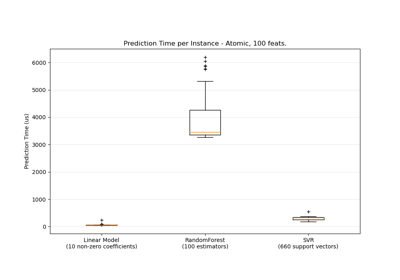 Prediction Time per Instance - Atomic, 100 feats.
Prediction Time (us)
6000
5000
4000
3000
2000
1000
0
Linear Model
(10 non-zero coefficients)
RandomForest
(100 estimators)
SVR
(660 support vectors)